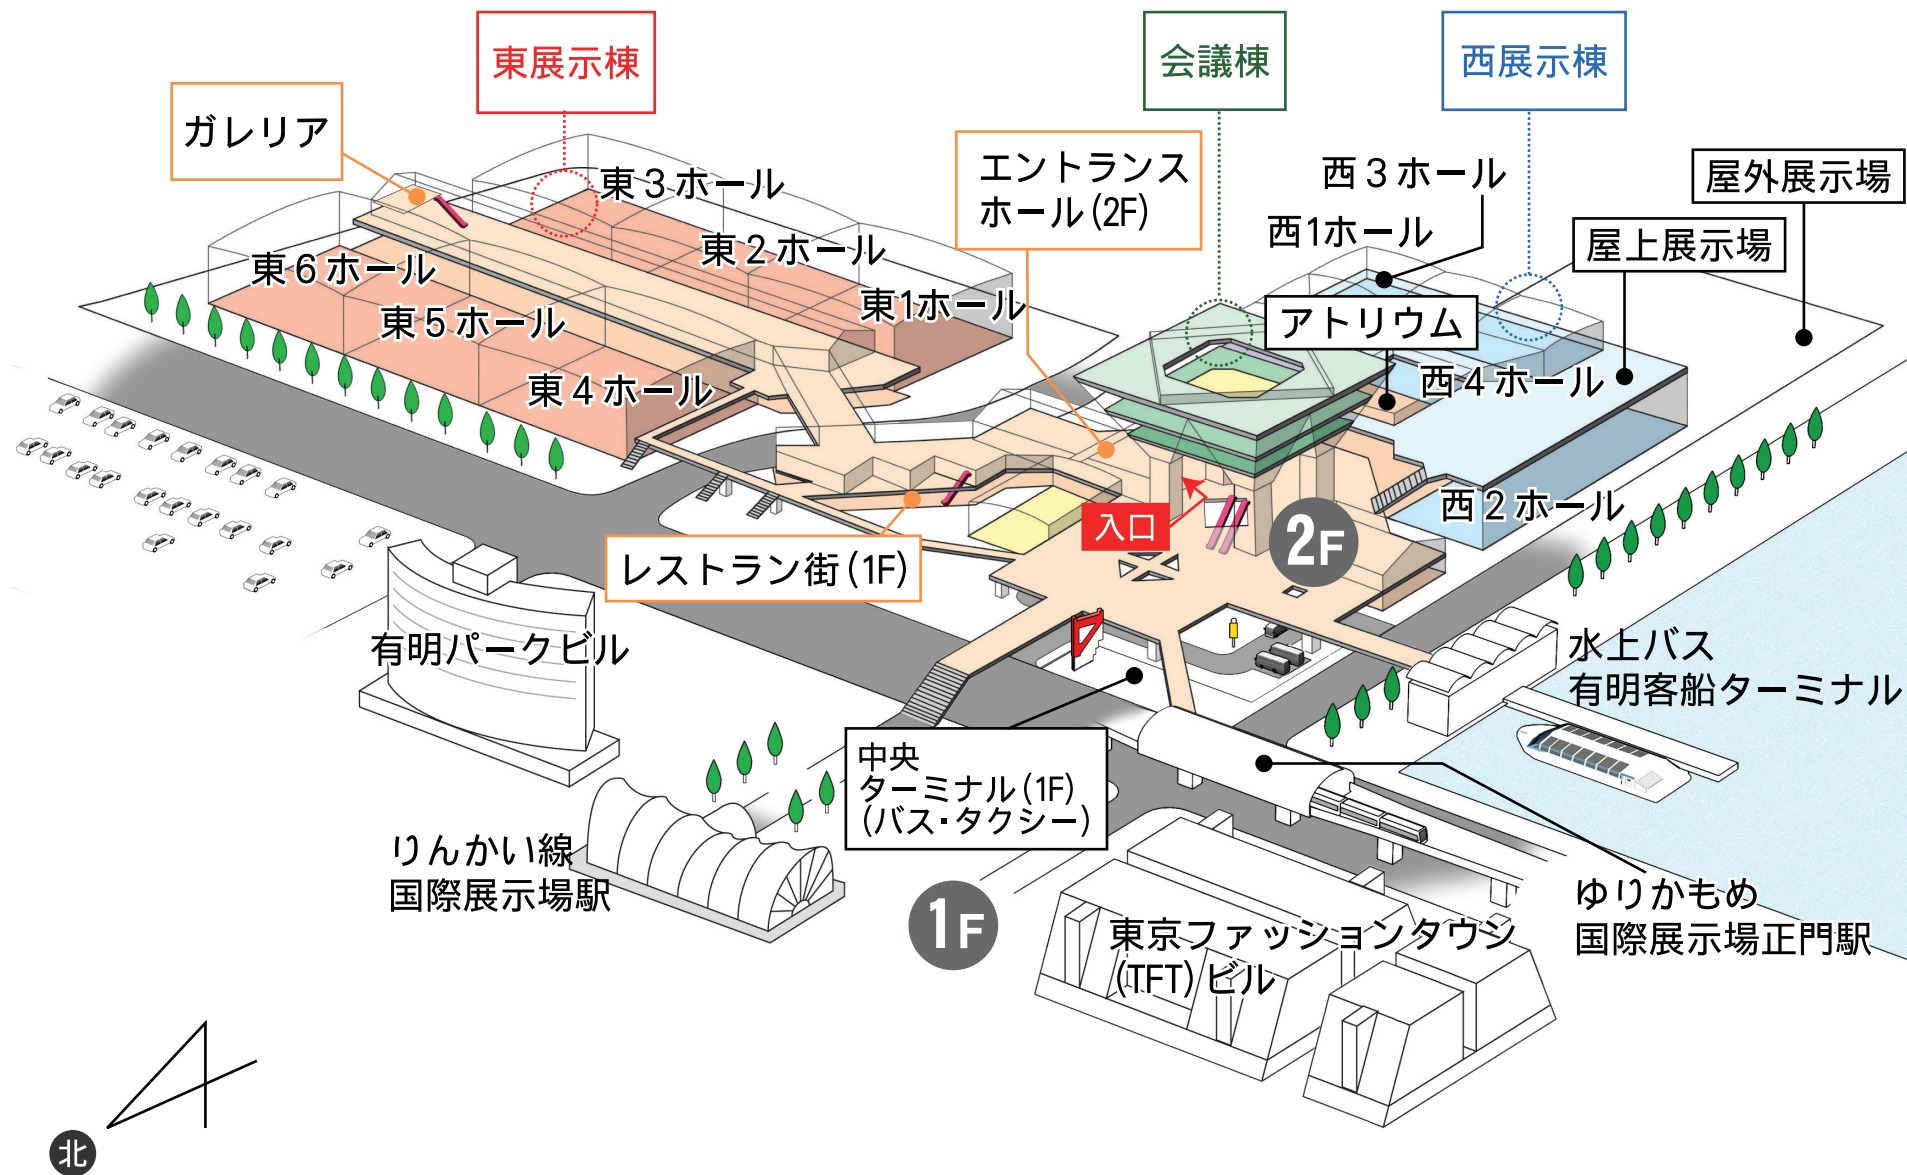 東展示棟
会議棟
西展示棟
ガレリア
エントランス
ホール(2F)
西3ホール
屋外展示場
東3ホール
西1ホール
屋上展示場
東2ホール
東6ホール
東1ホール
アトリウム
東5ホール
東4ホール
西4ホール
西2ホール
入口
2F
レストラン街(1F)
有明パークビル
水上バス
有明客船ターミナル
中央
ターミナル(1F)
(バス・タクシー)
りんかい線
国際展示場駅
1F
ゆりかもめ
国際展示場正門駅
東京ファッションタウン
(TFT)ビル
北